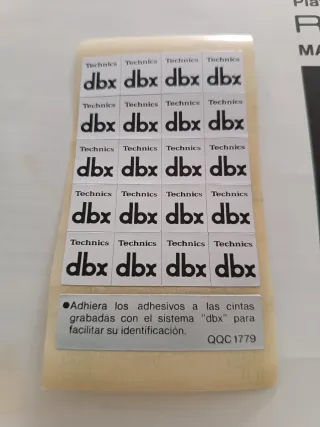 Pla
R
MA
Technics Technics Technics Technics
dbx dbx dbx dbx
Technics Technics Technics Technics
dbx dbx dbx dbx
Technics Technics Technics Technics
dbx dbx dbx dbx
Technics Technics Technics Technics
dbx dbx dbx dbx
Technics Technics Technics Technics
dbx dbx dbx dbx
●Adhiera los adhesivos a las cintas
grabadas con el sistema "dbx" para
facilitar su identificación.
QQC1779